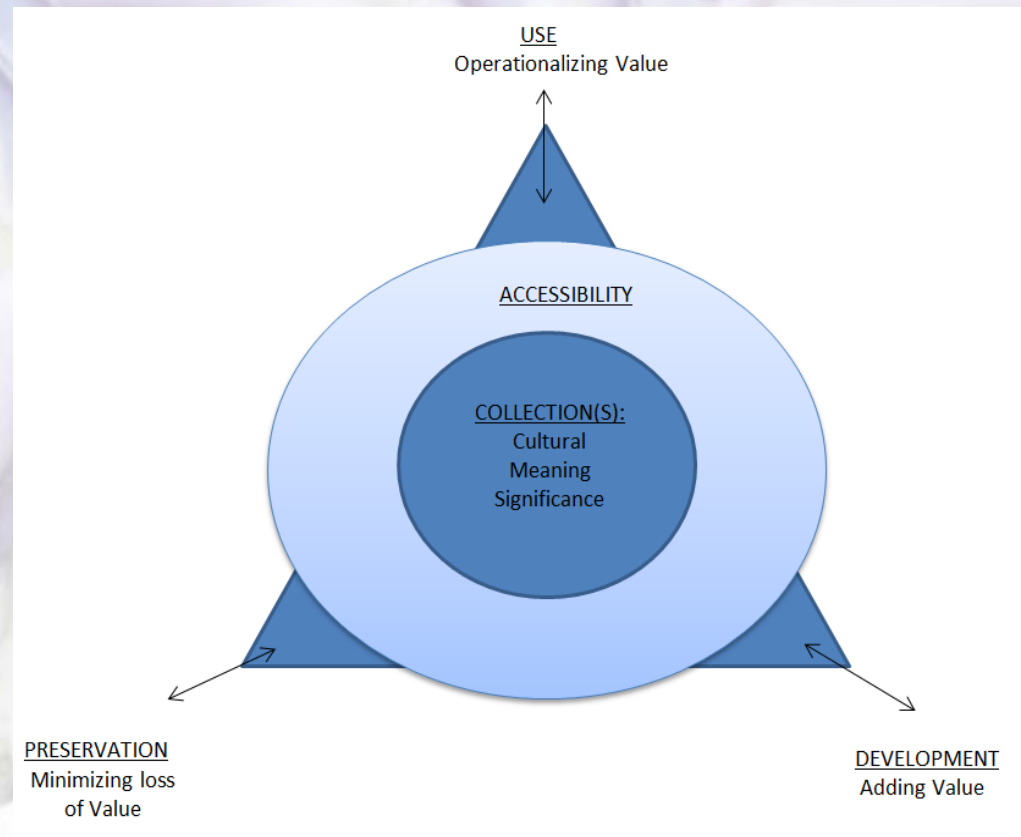 USE
Operationalizing Value
ACCESSIBILITY
COLLECTION(S):
Cultural
Meaning
Significance
PRESERVATION
Minimizing loss
of Value
DEVELOPMENT
Adding Value